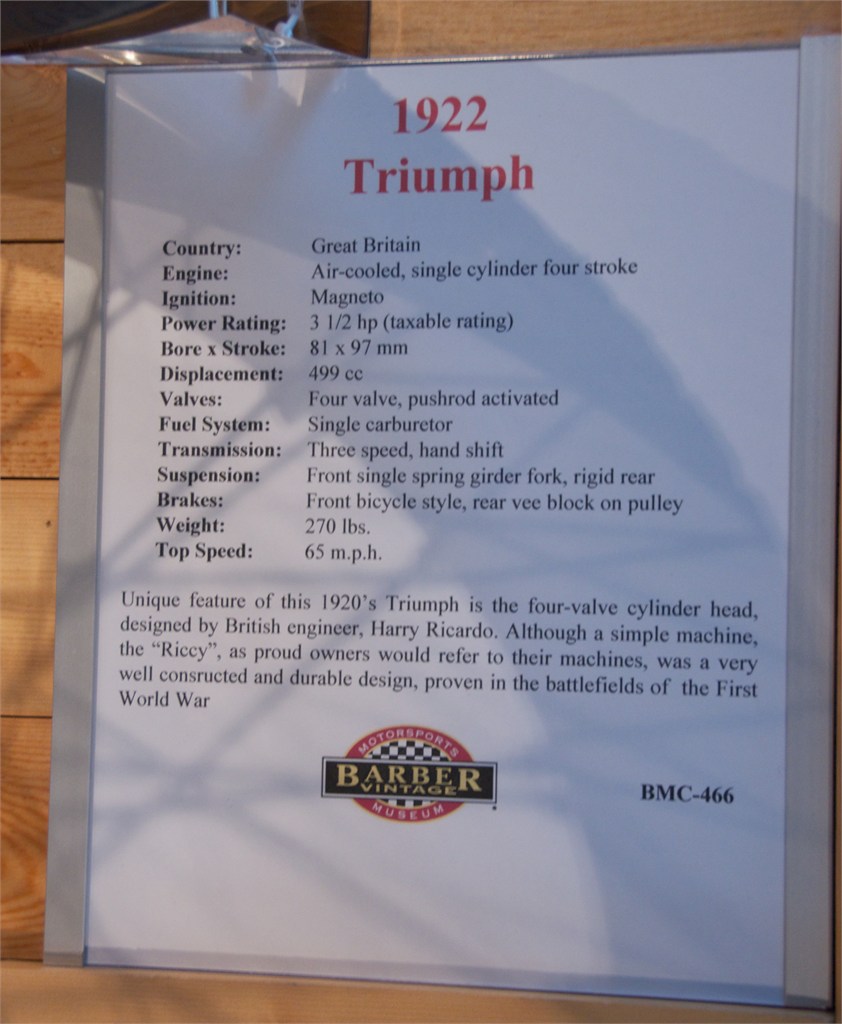 1922
Triumph
Country: Great Britain
Engine: Air-cooled, single cylinder four stroke
Ignition: Magneto
Power Rating: 3 1/2 hp (taxable rating)
Bore x Stroke: 81 x 97 mm
Displacement: 499 cc
Valves: Four valve, pushrod activated
Fuel System: Single carburetor
Transmission: Three speed, hand shift
Suspension: Front single spring girder fork, rigid rear
Brakes: Front bicycle style, rear vee block on pulley
Weight: 270 lbs.
Top Speed: 65 m.p.h.
Unique feature of this 1920's Triumph is the four-valve cylinder head,
designed by British engineer, Harry Ricardo. Although a simple machine,
the “Riccy”, as proud owners would refer to their machines, was a very
well consructed and durable design, proven in the battlefields of the First
World War
MOTORSPORTS
BARBER
VINTAGE
MUSEUM
BMC-466